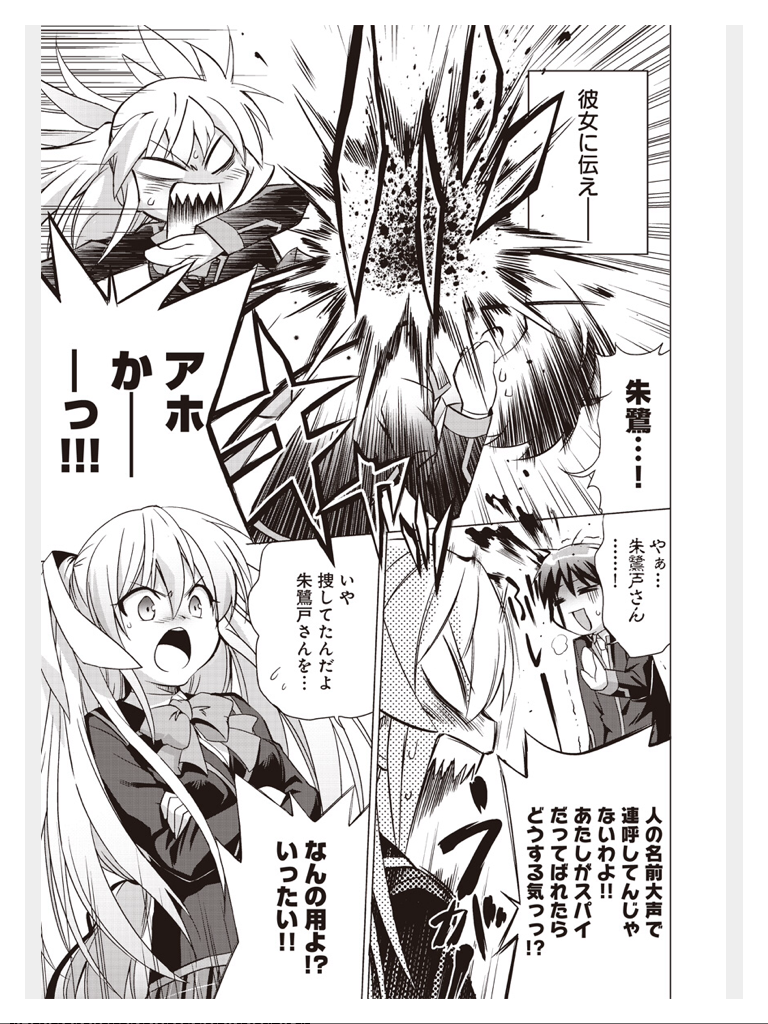 彼女に伝え――
朱鷺…！
アホ
か――
――っ!!!
やぁ…
朱鷺戸さん
……！
人の名前大声で
連呼してんじゃ
ないわよ!!
あたしがスパイ
だってばれたら
どうする気っっ!?
いや
捜してたんだよ
朱鷺戸さんを…
なんの用よ!?
いったい!!